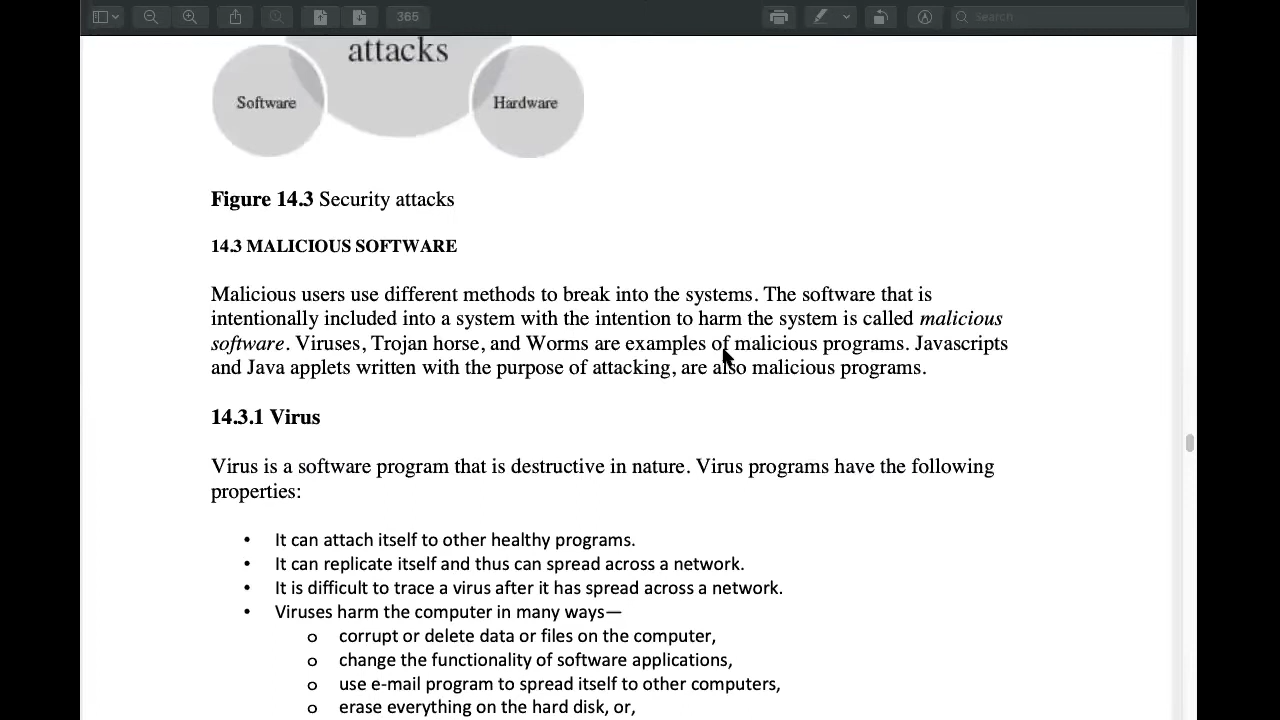 365
Search
attacks
Software
Hardware
Figure 14.3 Security attacks
14.3 MALICIOUS SOFTWARE
Malicious users use different methods to break into the systems. The software that is
intentionally included into a system with the intention to harm the system is called malicious
software. Viruses, Trojan horse, and Worms are examples of malicious programs. Javascripts
and Java applets written with the purpose of attacking, are also malicious programs.
14.3.1 Virus
Virus is a software program that is destructive in nature. Virus programs have the following
properties:
• It can attach itself to other healthy programs.
• It can replicate itself and thus can spread across a network.
• It is difficult to trace a virus after it has spread across a network.
• Viruses harm the computer in many ways—
o corrupt or delete data or files on the computer,
o change the functionality of software applications,
o use e-mail program to spread itself to other computers,
o erase everything on the hard disk, or,